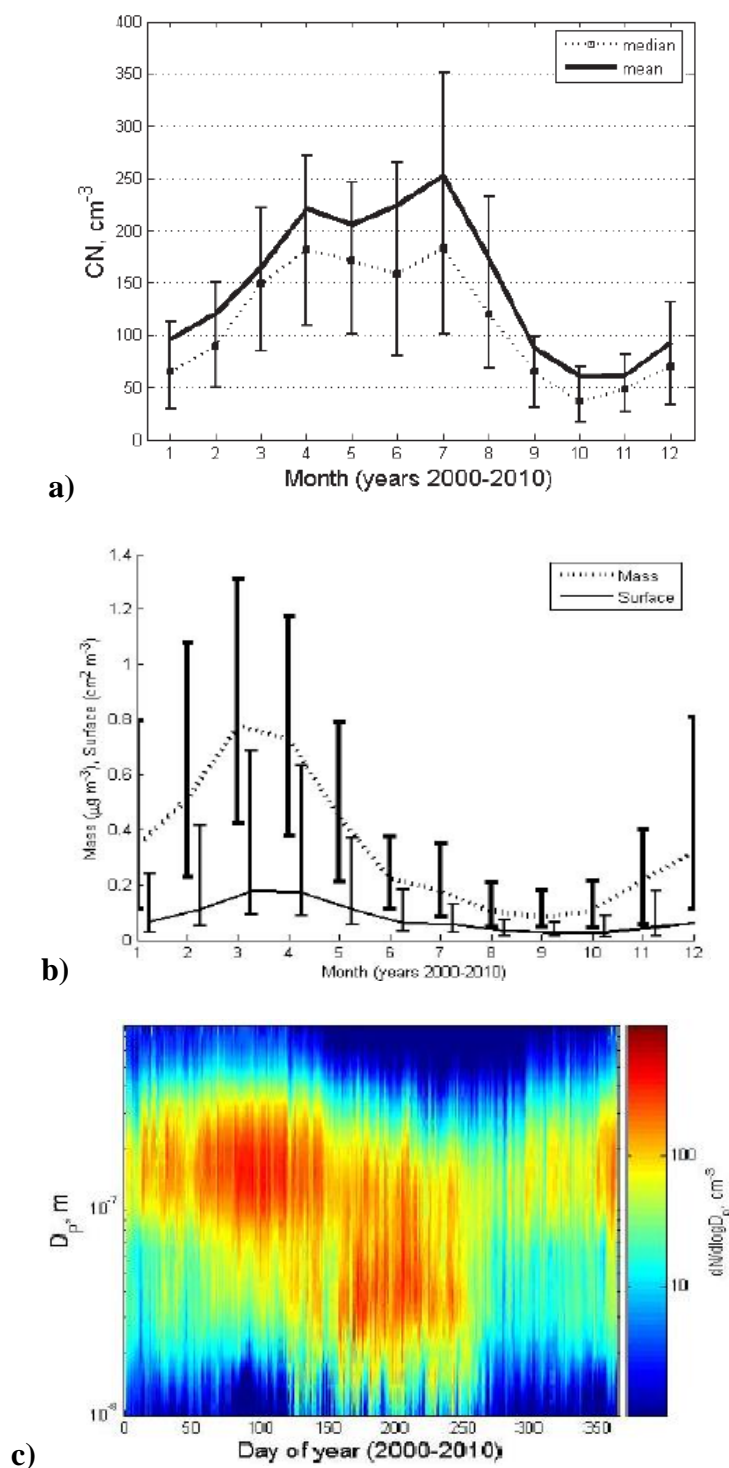 400
350
300
250
200
150
100
50
0
CN, cm⁻³
median
mean
1 2 3 4 5 6 7 8 9 10 11 12
Month (years 2000-2010)
a)
1.4
1.2
1
0.8
0.6
0.4
0.2
0
Mass (μg m⁻³), Surface (cm² m⁻³)
Mass
Surface
1 2 3 4 5 6 7 8 9 10 11 12
Month (years 2000-2010)
b)
10⁻⁷
10⁻⁸
Dₚ, m
100
10
dN/dlogDₚ, cm⁻³
0 50 100 150 200 250 300 350
Day of year (2000-2010)
c)